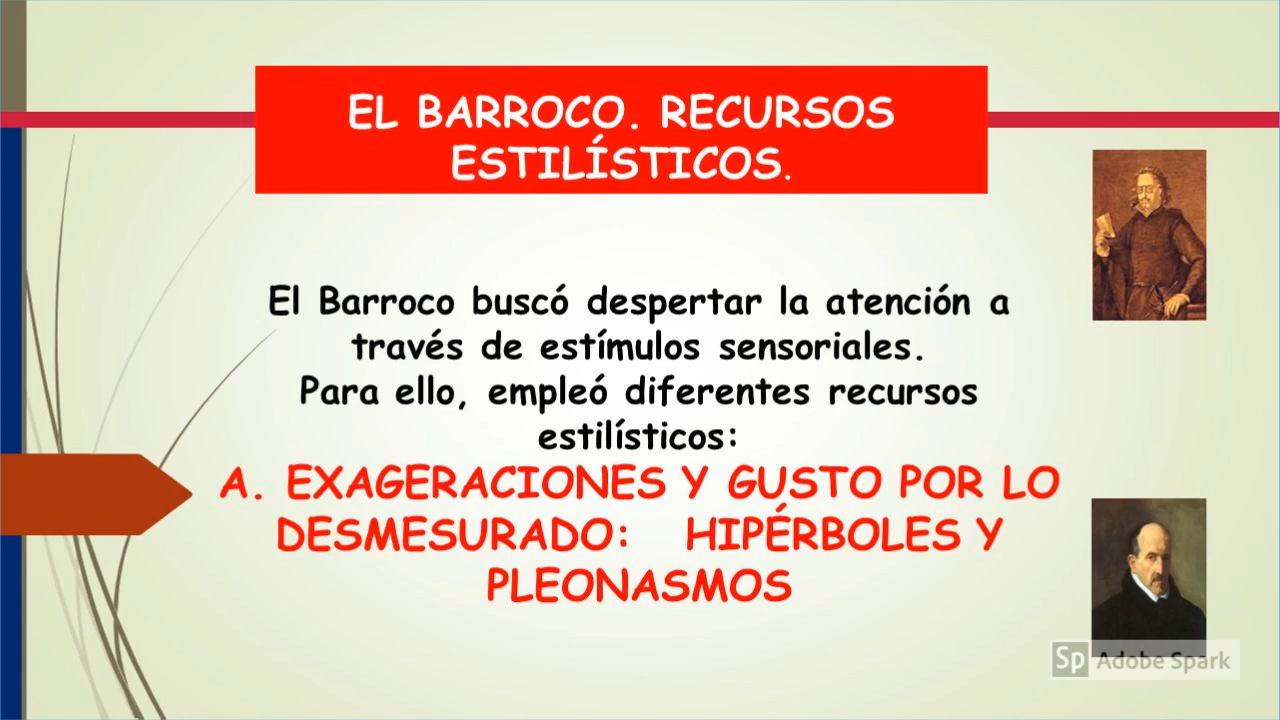 EL BARROCO. RECURSOS
ESTILÍSTICOS.
El Barroco buscó despertar la atención a
través de estímulos sensoriales.
Para ello, empleó diferentes recursos
estilísticos:
A. EXAGERACIONES Y GUSTO POR LO
DESMESURADO: HIPÉRBOLES Y
PLEONASMOS
Sp Adobe Spark